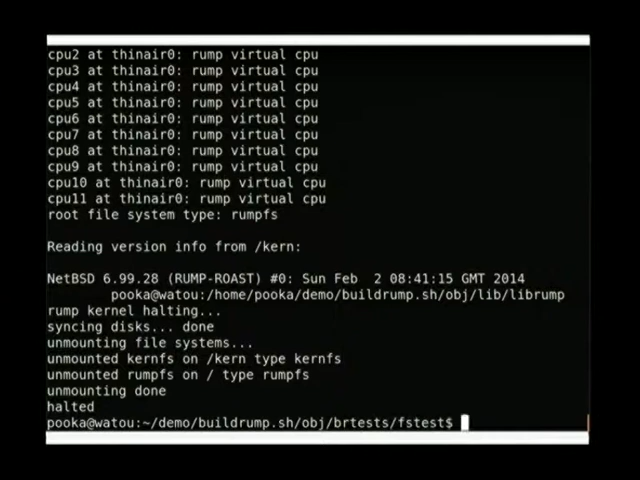 cpu2 at thinair0: rump virtual cpu
cpu3 at thinair0: rump virtual cpu
cpu4 at thinair0: rump virtual cpu
cpu5 at thinair0: rump virtual cpu
cpu6 at thinair0: rump virtual cpu
cpu7 at thinair0: rump virtual cpu
cpu8 at thinair0: rump virtual cpu
cpu9 at thinair0: rump virtual cpu
cpu10 at thinair0: rump virtual cpu
cpu11 at thinair0: rump virtual cpu
root file system type: rumpfs
Reading version info from /kern:
NetBSD 6.99.28 (RUMP-ROAST) #0: Sun Feb  2 08:41:15 GMT 2014
pooka@watou:/home/pooka/demo/buildrump.sh/obj/lib/librump
rump kernel halting...
syncing disks... done
unmounting file systems...
unmounted kernfs on /kern type kernfs
unmounted rumpfs on / type rumpfs
unmounting done
halted
pooka@watou:~/demo/buildrump.sh/obj/brtests/fstest$